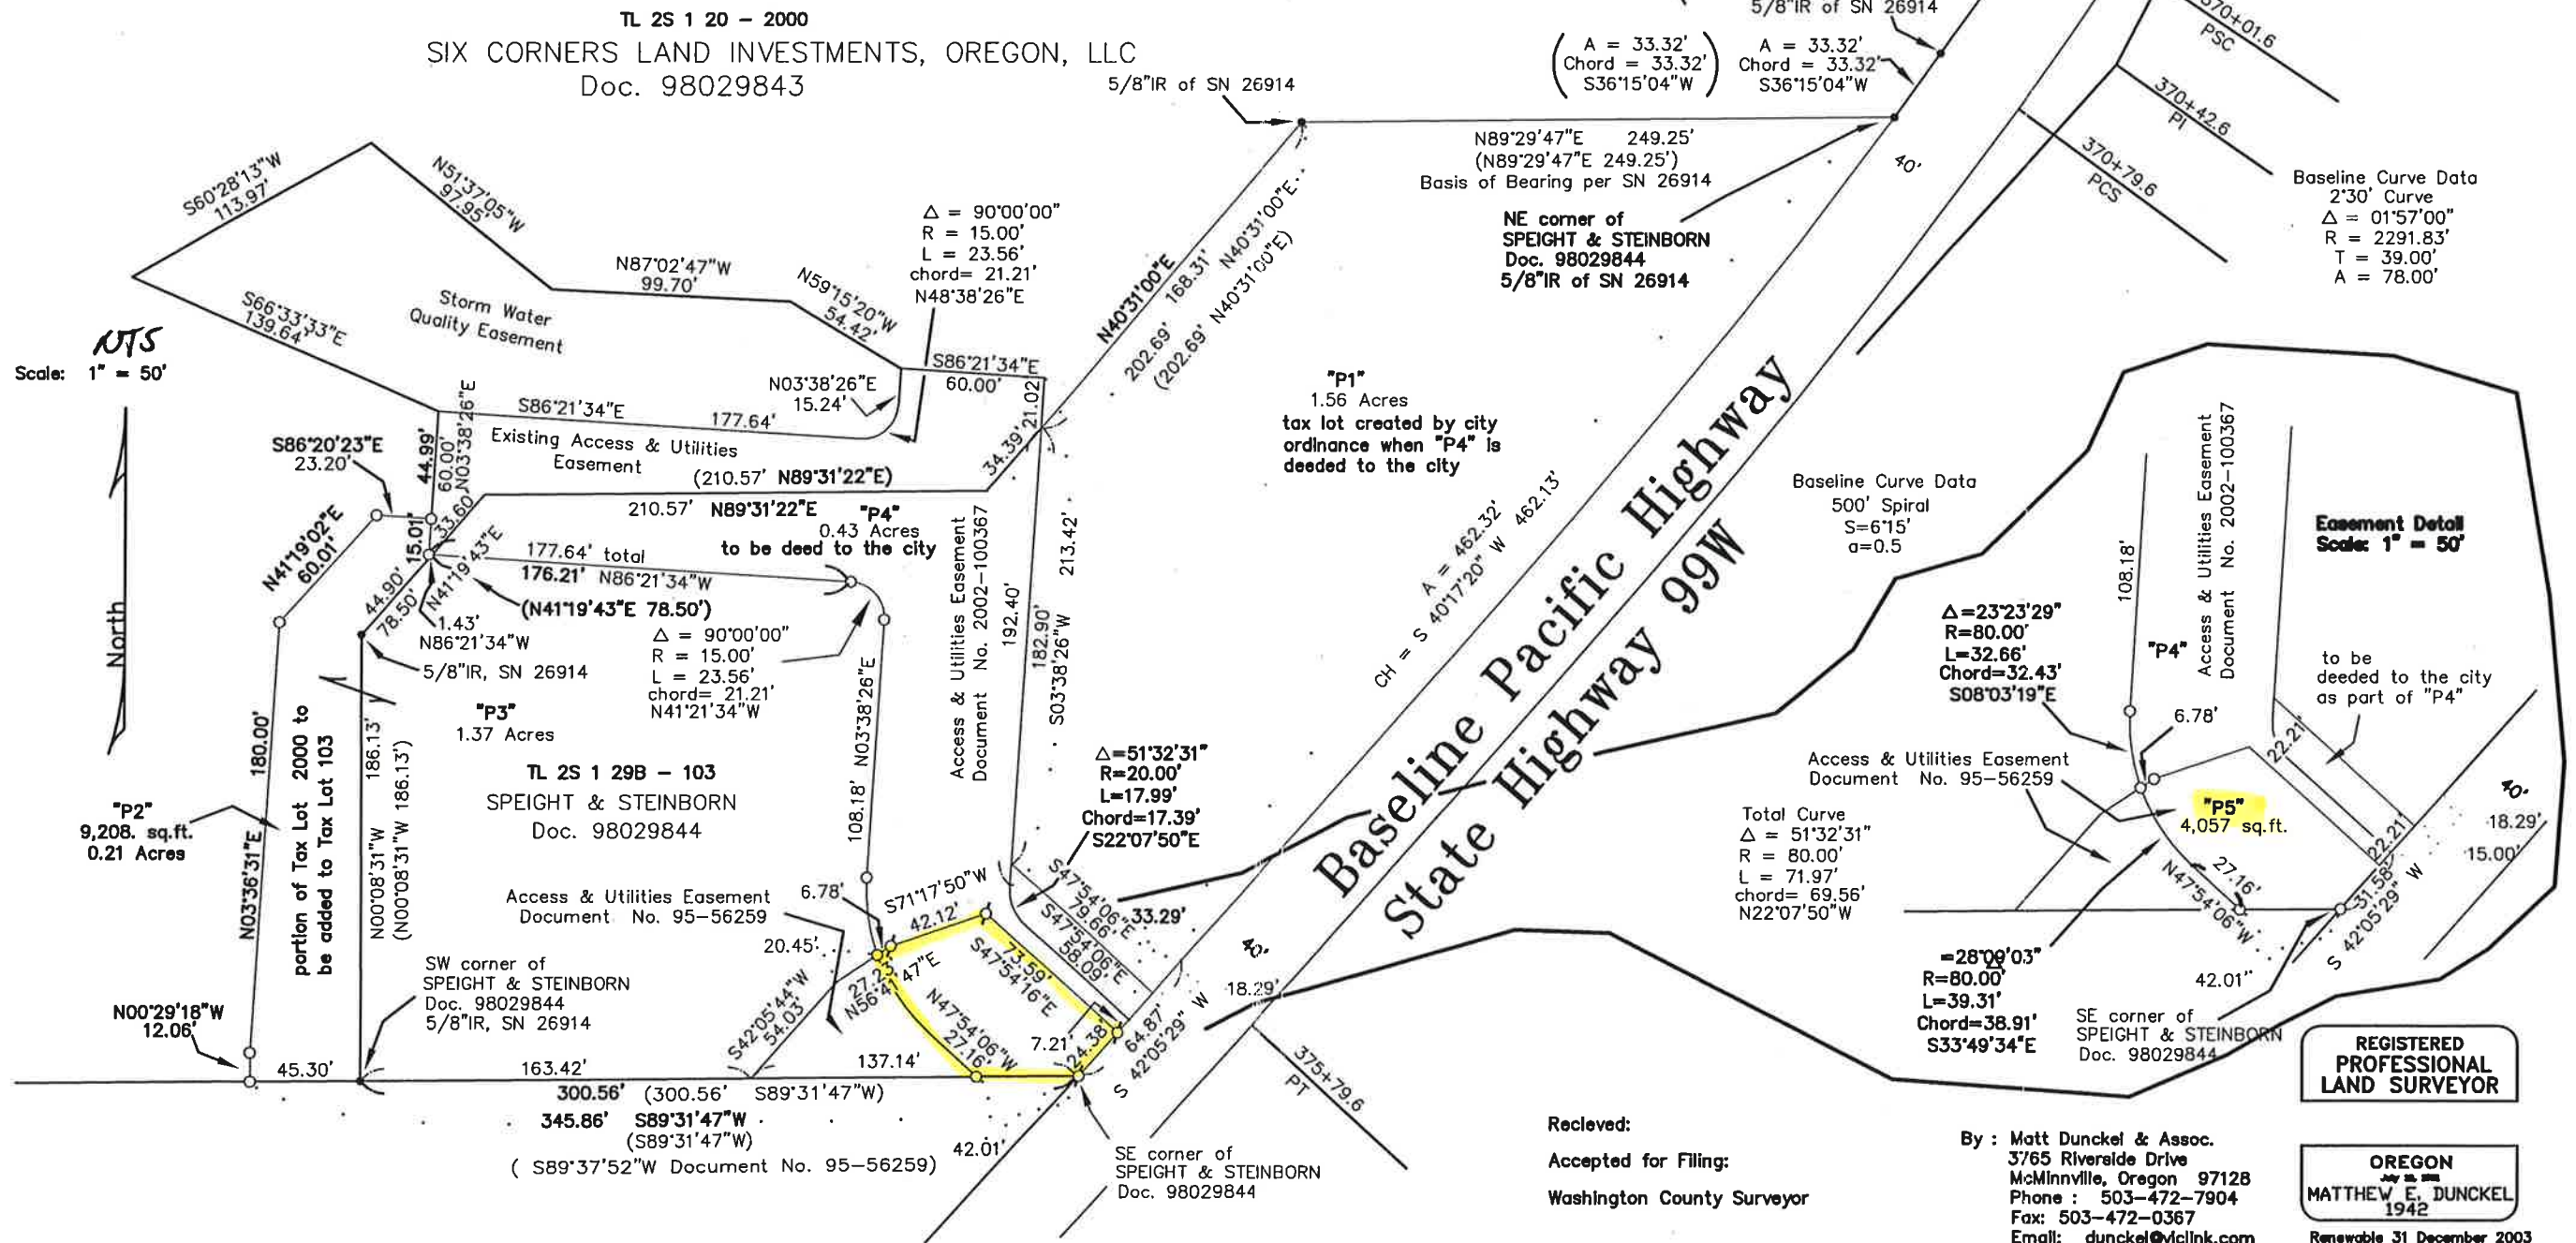 TL 2S 1 20 – 2000
SIX CORNERS LAND INVESTMENTS, OREGON, LLC
Doc. 98029843
5/8"IR of SN 26914
5/8"IR of SN 26914
(A = 33.32'
Chord = 33.32'
S36°15'04"W)
A = 33.32'
Chord = 33.32'
S36°15'04"W
370+01.6
PSC
370+42.6
PI
370+79.6
PCS
Baseline Curve Data
2°30' Curve
Δ = 01°57'00"
R = 2291.83'
T = 39.00'
A = 78.00'
N89°29'47"E 249.25'
(N89°29'47"E 249.25')
Basis of Bearing per SN 26914
40'
NE corner of
SPEIGHT & STEINBORN
Doc. 98029844
5/8"IR of SN 26914
S60°28'13"W
113.97'
N51°37'05"W
97.95'
N87°02'47"W
99.70'
N59°15'20"W
54.42'
Δ = 90°00'00"
R = 15.00'
L = 23.56'
chord= 21.21'
N48°38'26"E
S66°33'33"E
139.64'
Storm Water
Quality Easement
NTS
Scale: 1" = 50'
North
N40°31'00"E
168.31' N40°31'00"E
202.69'
(202.69' N40°31'00"E)
S86°21'34"E
60.00'
N03°38'26"E
15.24'
21.02
34.39'
S86°21'34"E 177.64'
Existing Access & Utilities
Easement
S86°20'23"E
23.20'
44.99'
60.00'
N03°38'26"E
15.01'
33.60'
(210.57' N89°31'22"E)
210.57' N89°31'22"E
"P4"
0.43 Acres
to be deed to the city
177.64' total
176.21' N86°21'34"W
N41°19'02"E
60.01'
44.90'
78.50'
N41°19'43"E
(N41°19'43"E 78.50')
1.43'
N86°21'34"W
5/8"IR, SN 26914
Δ = 90°00'00"
R = 15.00'
L = 23.56'
chord= 21.21'
N41°21'34"W
"P1"
1.56 Acres
tax lot created by city
ordinance when "P4" is
deeded to the city
Baseline Pacific Highway
State Highway 99W
A = 462.32'
CH = S 40°17'20" W 462.13'
Baseline Curve Data
500' Spiral
S=6°15'
a=0.5
Access & Utilities Easement
Document No. 2002-100367
192.40'
182.90'
213.42'
S03°38'26"W
"P3"
1.37 Acres
TL 2S 1 29B – 103
SPEIGHT & STEINBORN
Doc. 98029844
108.18' N03°38'26"E
180.00'
N03°36'31"E
portion of Tax Lot 2000 to
be added to Tax Lot 103
N00°08'31"W 186.13'
(N00°08'31"W 186.13')
"P2"
9,208. sq.ft.
0.21 Acres
N00°29'18"W
12.06'
SW corner of
SPEIGHT & STEINBORN
Doc. 98029844
5/8"IR, SN 26914
Access & Utilities Easement
Document No. 95-56259
6.78'
20.45'
S71°17'50"W
42.12'
S42°05'44"W
54.03'
73.59'
S47°54'16"E
N47°54'06"W
27.16'
Δ=51°32'31"
R=20.00'
L=17.99'
Chord=17.39'
S22°07'50"E
S47°54'06"E
79.66'
S47°54'06"E
58.09'
33.29'
40'
18.29'
7.21'
24.38'
64.87'
S 42°05'29" W
375+79.6
PT
45.30'
163.42'
137.14'
300.56' (300.56' S89°31'47"W)
345.86' S89°31'47"W
(S89°31'47"W)
( S89°37'52"W Document No. 95-56259)
42.01'
SE corner of
SPEIGHT & STEINBORN
Doc. 98029844
Easement Detail
Scale: 1" = 50'
108.18'
Access & Utilities Easement
Document No. 2002-100367
"P4"
Δ=23°23'29"
R=80.00'
L=32.66'
Chord=32.43'
S08°03'19"E
6.78'
to be
deeded to the city
as part of "P4"
22.21'
22.21'
Access & Utilities Easement
Document No. 95-56259
"P5"
4,057 sq.ft.
Total Curve
Δ = 51°32'31"
R = 80.00'
L = 71.97'
chord= 69.56'
N22°07'50"W
27.16'
N47°54'06"W
31.58'
S 42°05'29" W
40'
18.29'
15.00'
42.01"
=28°09'03"
Δ
R=80.00'
L=39.31'
Chord=38.91'
S33°49'34"E
SE corner of
SPEIGHT & STEINBORN
Doc. 98029844
Recieved:
Accepted for Filing:
Washington County Surveyor
By : Matt Dunckel & Assoc.
3765 Riverside Drive
McMinnville, Oregon 97128
Phone : 503-472-7904
Fax: 503-472-0367
Email: dunckel@viclink.com
REGISTERED
PROFESSIONAL
LAND SURVEYOR
OREGON
MATTHEW E. DUNCKEL
1942
Renewable 31 December 2003